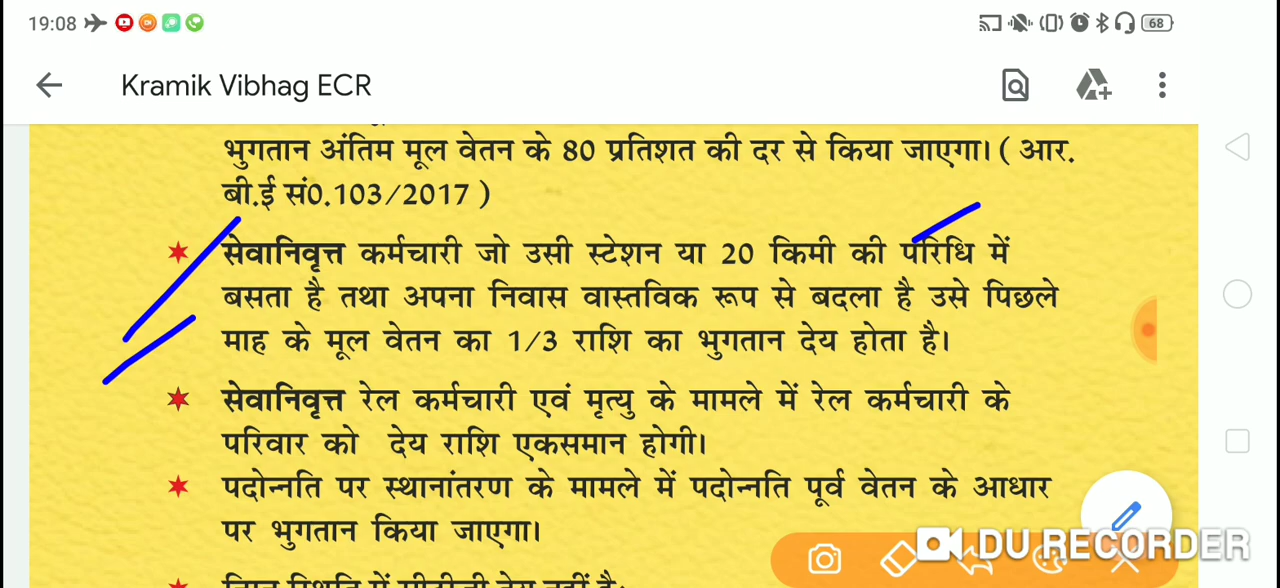 19:08
68
Kramik Vibhag ECR
भुगतान अंतिम मूल वेतन के 80 प्रतिशत की दर से किया जाएगा। ( आर.
बी.ई सं0.103/2017 )
सेवानिवृत्त कर्मचारी जो उसी स्टेशन या 20 किमी की परिधि में
बसता है तथा अपना निवास वास्तविक रूप से बदला है उसे पिछले
माह के मूल वेतन का 1/3 राशि का भुगतान देय होता है।
सेवानिवृत्त रेल कर्मचारी एवं मृत्यु के मामले में रेल कर्मचारी के
परिवार को देय राशि एकसमान होगी।
पदोन्नति पर स्थानांतरण के मामले में पदोन्नति पूर्व वेतन के आधार
पर भुगतान किया जाएगा।
DU RECORDER